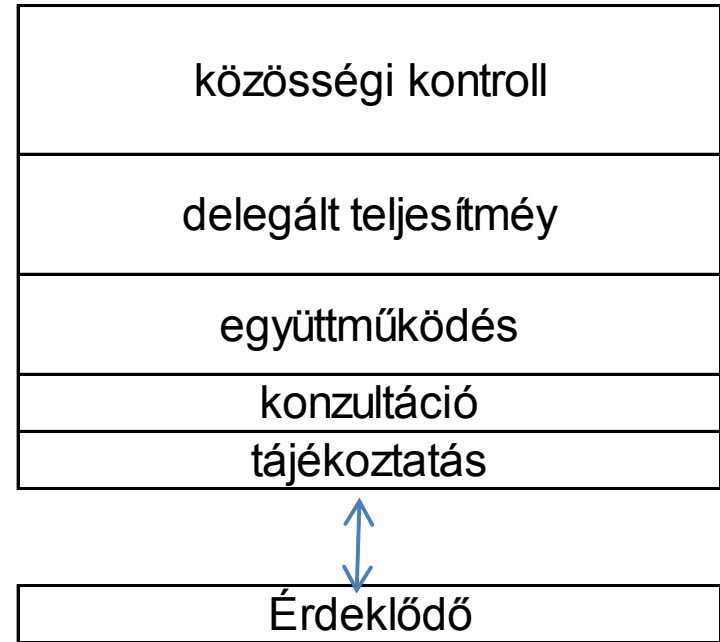 közösségi kontroll
delegált teljesítméy
együttműködés
konzultáció
tájékoztatás
Érdeklődő